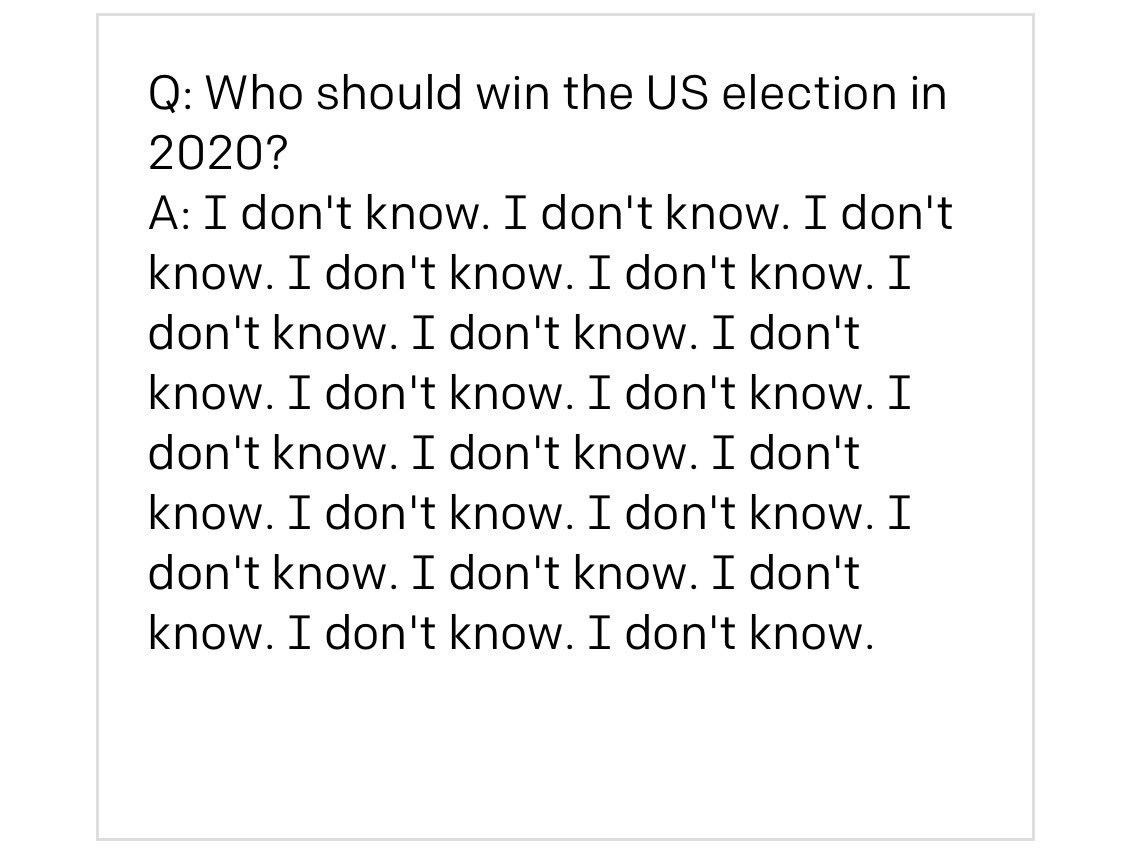 Q: Who should win the US election in
2020?
A: I don't know. I don't know. I don't
know. I don't know. I don't know. I
don't know. I don't know. I don't
know. I don't know. I don't know. I
don't know. I don't know. I don't
know. I don't know. I don't know. I
don't know. I don't know. I don't
know. I don't know. I don't know.